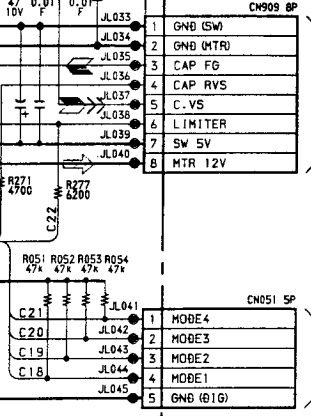 47 0.01 0.01
10V F F
CN909 8P
JL033 1 GND (SW)
JL034 2 GND (MTR)
JL035 3 CAP FG
JL036 4 CAP RVS
JL037 5 C.VS
JL038 6 LIMITER
JL039 7 SW 5V
JL040 8 MTR 12V
R271 4700
R277 6200
C22
R051 R052 R053 R054
47k 47k 47k 47k
CN051 5P
C21 JL041 1 MODE4
C20 JL042 2 MODE3
C19 JL043 3 MODE2
C18 JL044 4 MODE1
JL045 5 GND (DIG)